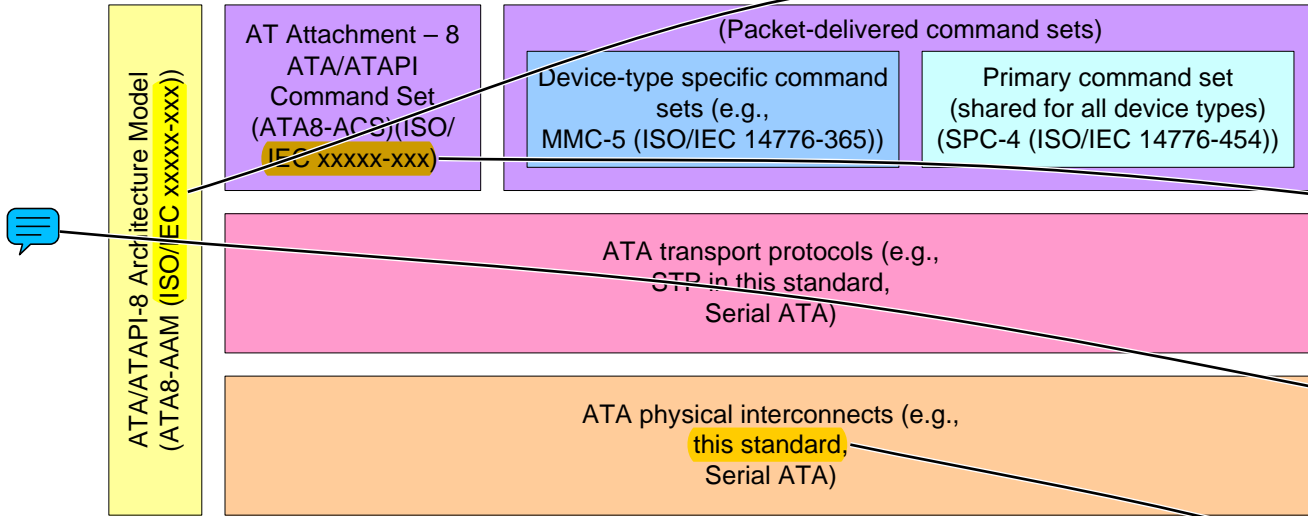 ATA/ATAPI-8 Architecture Model
(ATA8-AAM (ISO/IEC xxxxx-xxx))
AT Attachment – 8
ATA/ATAPI
Command Set
(ATA8-ACS)(ISO/
IEC xxxxx-xxx)
(Packet-delivered command sets)
Device-type specific command
sets (e.g.,
MMC-5 (ISO/IEC 14776-365))
Primary command set
(shared for all device types)
(SPC-4 (ISO/IEC 14776-454))
ATA transport protocols (e.g.,
STP in this standard,
Serial ATA)
ATA physical interconnects (e.g.,
this standard,
Serial ATA)